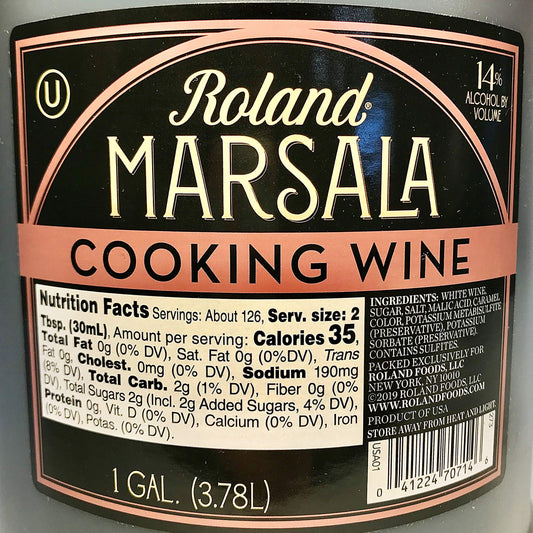 U
Roland®
14%
ALCOHOL BY
VOLUME
MARSALA
COOKING WINE
Nutrition Facts Servings: About 126, Serv. size: 2
Tbsp. (30mL), Amount per serving: Calories 35,
Total Fat 0g (0% DV), Sat. Fat 0g (0%DV), Trans
Fat 0g, Cholest. 0mg (0% DV), Sodium 190mg
(8% DV), Total Carb. 2g (1% DV), Fiber 0g (0%
DV), Total Sugars 2g (Incl. 2g Added Sugars, 4% DV),
Protein 0g, Vit. D (0% DV), Calcium (0% DV), Iron
(0% DV), Potas. (0% DV).
INGREDIENTS: WHITE WINE,
SUGAR, SALT, MALIC ACID, CARAMEL
COLOR, POTASSIUM METABISULFITE
(PRESERVATIVE), POTASSIUM
SORBATE (PRESERVATIVE).
CONTAINS SULFITES.
PACKED EXCLUSIVELY FOR
ROLAND FOODS, LLC
NEW YORK, NY 10010
©2019 ROLAND FOODS, LLC
WWW.ROLANDFOODS.COM
PRODUCT OF USA
STORE AWAY FROM HEAT AND LIGHT.
USA01
273
0 41224 70714 6
1 GAL. (3.78L)